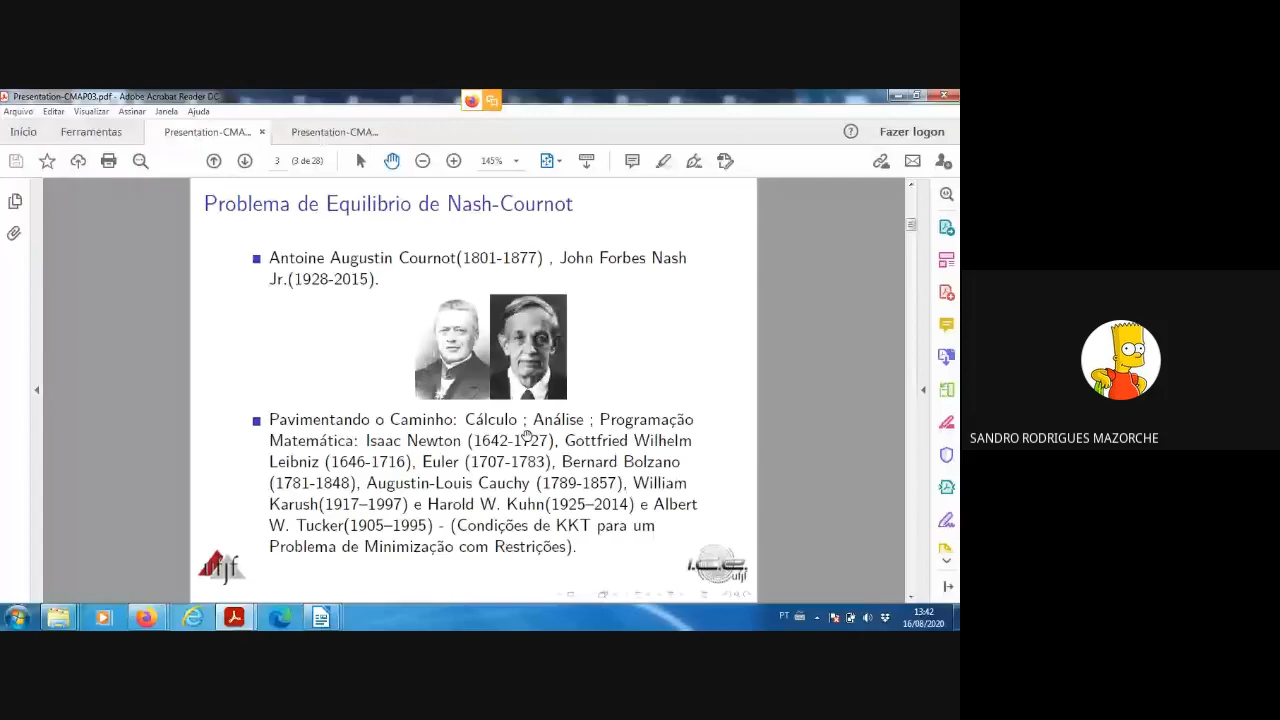 Presentation-CMAP03.pdf - Adobe Acrobat Reader DC
Arquivo Editar Visualizar Assinar Janela Ajuda
Início Ferramentas Presentation-CMA... × Presentation-CMA... Fazer logon
3 (3 de 28) 145%
Problema de Equilibrio de Nash-Cournot
Antoine Augustin Cournot(1801-1877) , John Forbes Nash
Jr.(1928-2015).
Pavimentando o Caminho: Cálculo ; Análise ; Programação
Matemática: Isaac Newton (1642-1727), Gottfried Wilhelm
Leibniz (1646-1716), Euler (1707-1783), Bernard Bolzano
(1781-1848), Augustin-Louis Cauchy (1789-1857), William
Karush(1917–1997) e Harold W. Kuhn(1925–2014) e Albert
W. Tucker(1905–1995) - (Condições de KKT para um
Problema de Minimização com Restrições).
ufjf
i.c.e.
ufjf
PT
13:42
16/08/2020
SANDRO RODRIGUES MAZORCHE